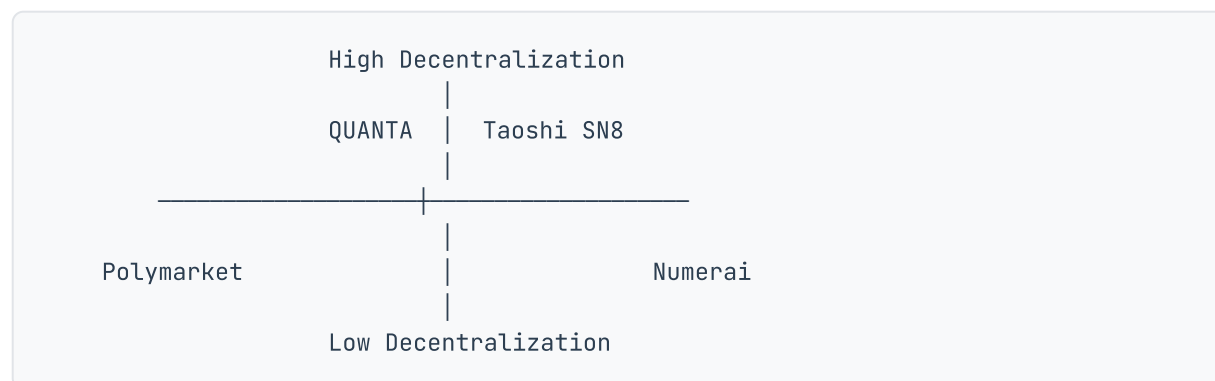 High Decentralization
QUANTA │ Taoshi SN8
Polymarket │ Numerai
Low Decentralization